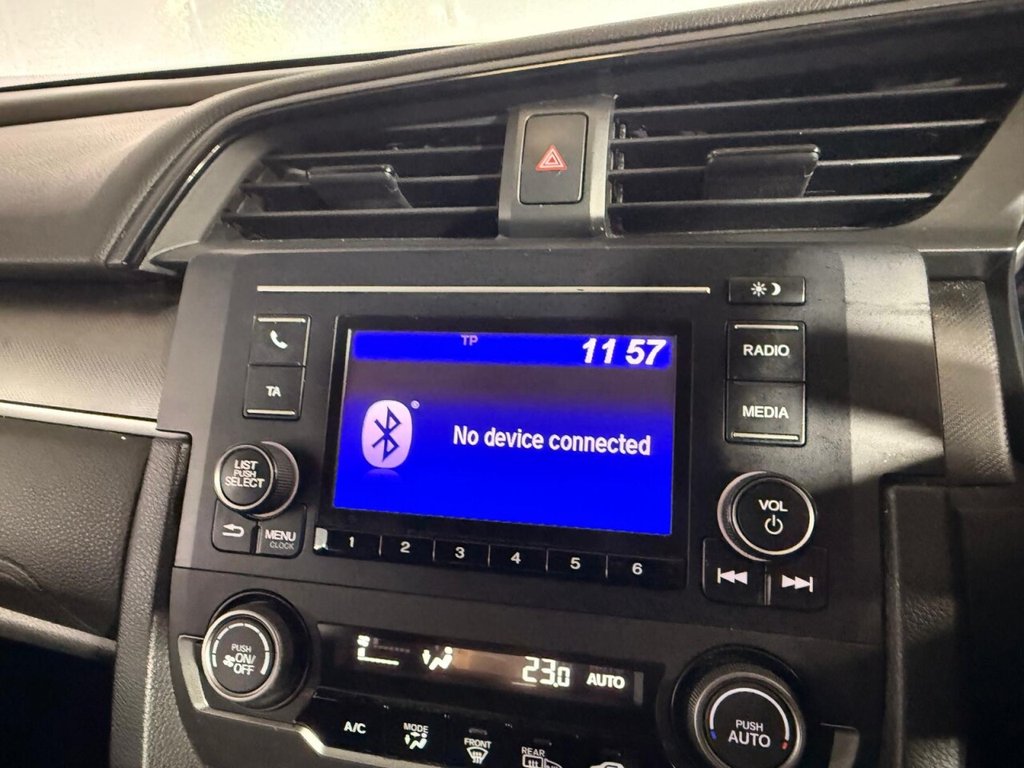 TP
11 57
RADIO
TA
MEDIA
®
No device connected
LIST
PUSH
SELECT
VOL
MENU
CLOCK
1 2 3 4 5 6
PUSH
ON/
OFF
23.0 AUTO
A/C
MODE
FRONT
REAR
PUSH
AUTO